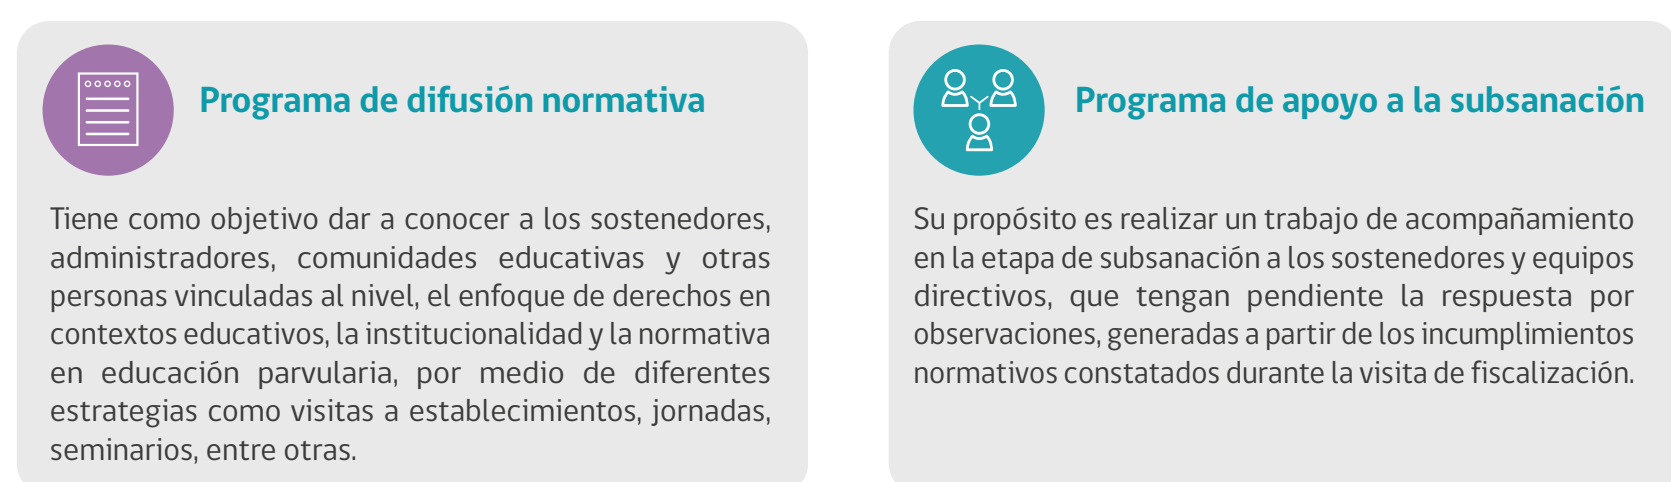 Programa de difusión normativa
Tiene como objetivo dar a conocer a los sostenedores,
administradores, comunidades educativas y otras
personas vinculadas al nivel, el enfoque de derechos en
contextos educativos, la institucionalidad y la normativa
en educación parvularia, por medio de diferentes
estrategias como visitas a establecimientos, jornadas,
seminarios, entre otras.
Programa de apoyo a la subsanación
Su propósito es realizar un trabajo de acompañamiento
en la etapa de subsanación a los sostenedores y equipos
directivos, que tengan pendiente la respuesta por
observaciones, generadas a partir de los incumplimientos
normativos constatados durante la visita de fiscalización.